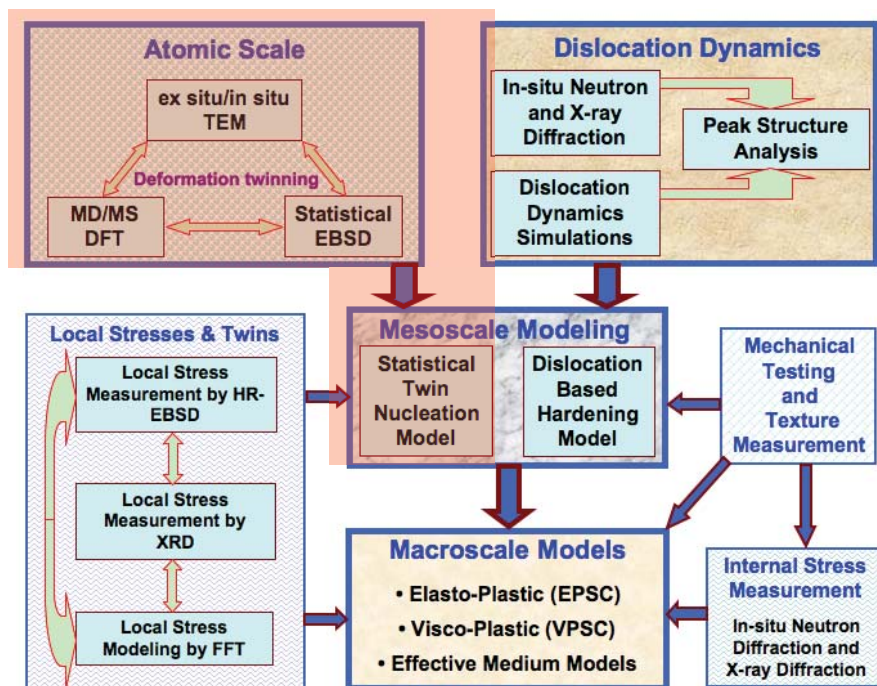 Atomic Scale
ex situ/in situ
TEM
Deformation twinning
MD/MS
DFT
Statistical
EBSD
Dislocation Dynamics
In-situ Neutron
and X-ray
Diffraction
Peak Structure
Analysis
Dislocation
Dynamics
Simulations
Local Stresses & Twins
Local Stress
Measurement by HR-
EBSD
Local Stress
Measurement by
XRD
Local Stress
Modeling by FFT
Mesoscale Modeling
Statistical
Twin
Nucleation
Model
Dislocation
Based
Hardening
Model
Mechanical
Testing
and
Texture
Measurement
Macroscale Models
• Elasto-Plastic (EPSC)
• Visco-Plastic (VPSC)
• Effective Medium Models
Internal Stress
Measurement
In-situ Neutron
Diffraction and
X-ray Diffraction